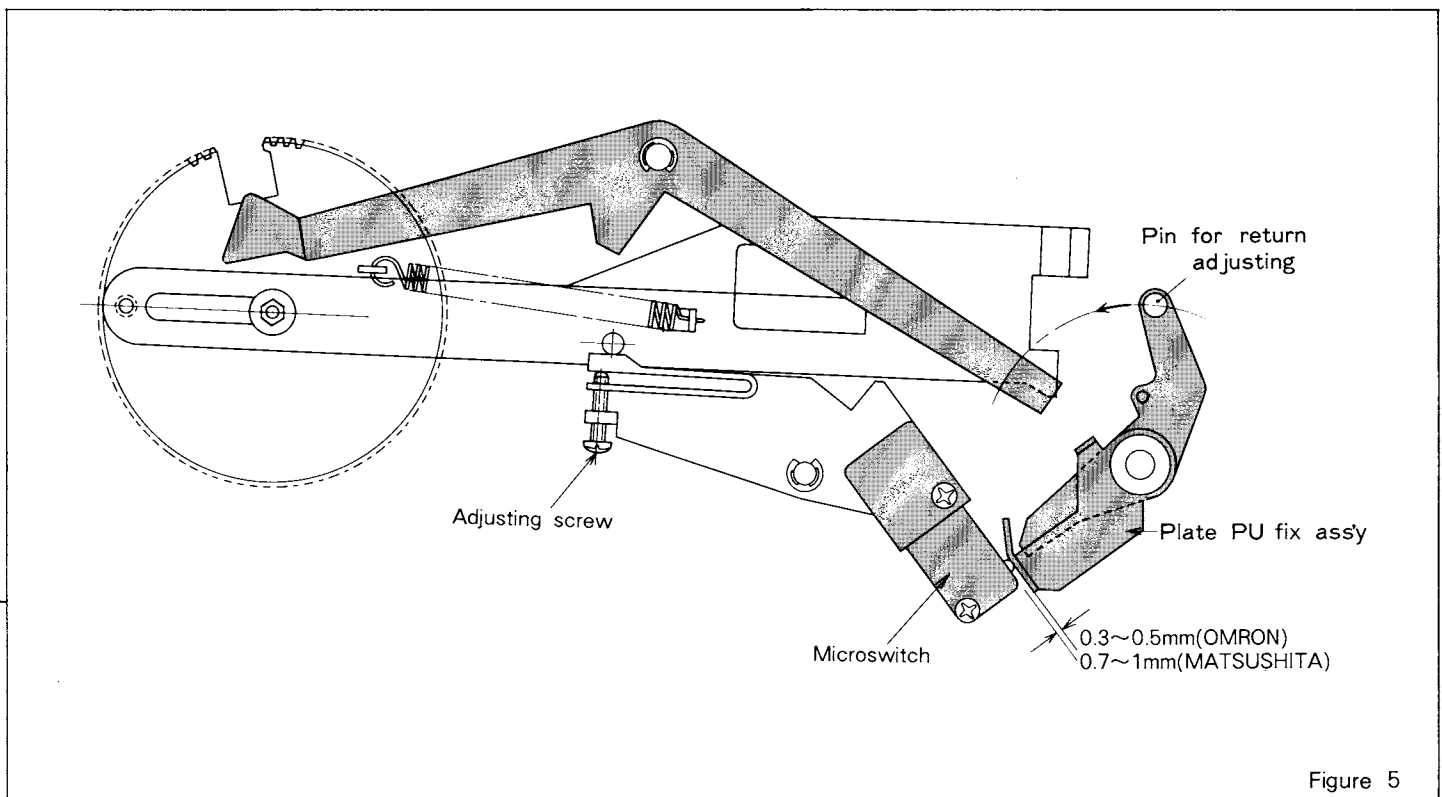 Pin for return
adjusting
Adjusting screw
Plate PU fix ass'y
Microswitch
0.3~0.5mm(OMRON)
0.7~1mm(MATSUSHITA)
Figure 5